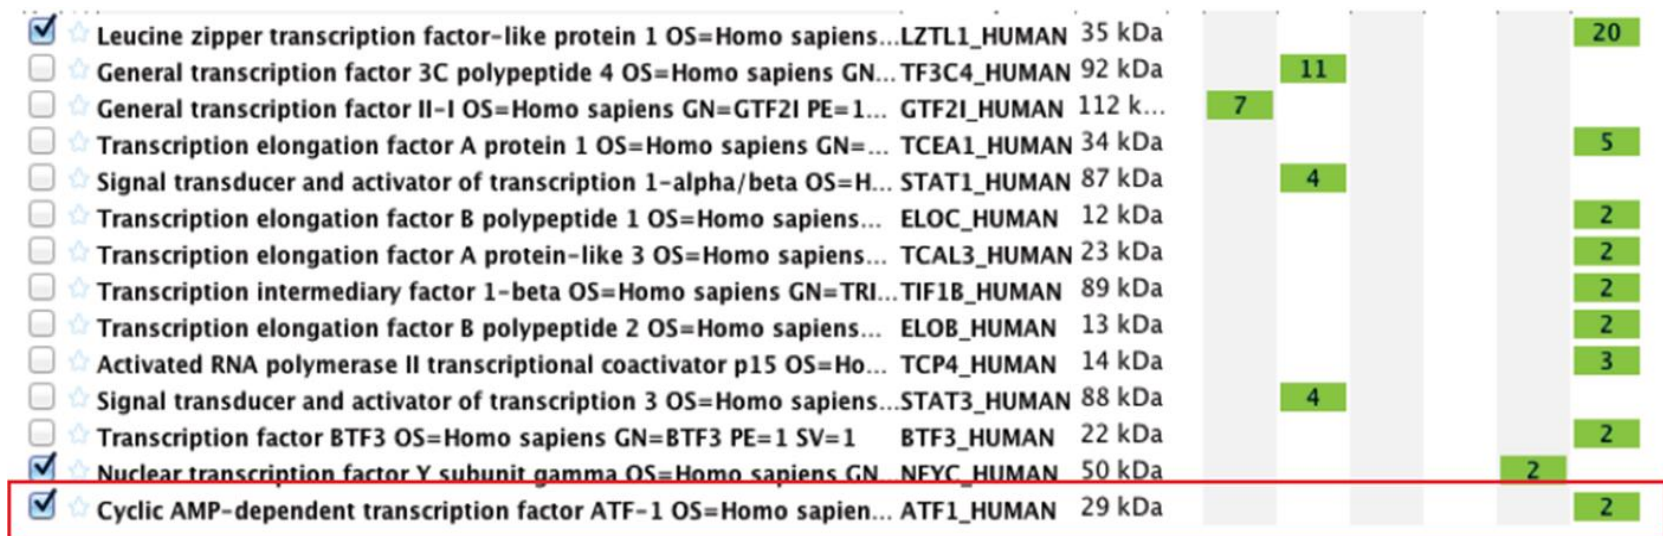 Leucine zipper transcription factor-like protein 1 OS=Homo sapiens...LZTL1_HUMAN 35 kDa 20
General transcription factor 3C polypeptide 4 OS=Homo sapiens GN... TF3C4_HUMAN 92 kDa 11
General transcription factor II-I OS=Homo sapiens GN=GTF2I PE=1... GTF2I_HUMAN 112 k... 7
Transcription elongation factor A protein 1 OS=Homo sapiens GN=... TCEA1_HUMAN 34 kDa 5
Signal transducer and activator of transcription 1-alpha/beta OS=H... STAT1_HUMAN 87 kDa 4
Transcription elongation factor B polypeptide 1 OS=Homo sapiens... ELOC_HUMAN 12 kDa 2
Transcription elongation factor A protein-like 3 OS=Homo sapiens... TCAL3_HUMAN 23 kDa 2
Transcription intermediary factor 1-beta OS=Homo sapiens GN=TRI...TIF1B_HUMAN 89 kDa 2
Transcription elongation factor B polypeptide 2 OS=Homo sapiens... ELOB_HUMAN 13 kDa 2
Activated RNA polymerase II transcriptional coactivator p15 OS=Ho... TCP4_HUMAN 14 kDa 3
Signal transducer and activator of transcription 3 OS=Homo sapiens...STAT3_HUMAN 88 kDa 4
Transcription factor BTF3 OS=Homo sapiens GN=BTF3 PE=1 SV=1 BTF3_HUMAN 22 kDa 2
Nuclear transcription factor Y subunit gamma OS=Homo sapiens GN... NFYC_HUMAN 50 kDa 2
Cyclic AMP-dependent transcription factor ATF-1 OS=Homo sapien... ATF1_HUMAN 29 kDa 2